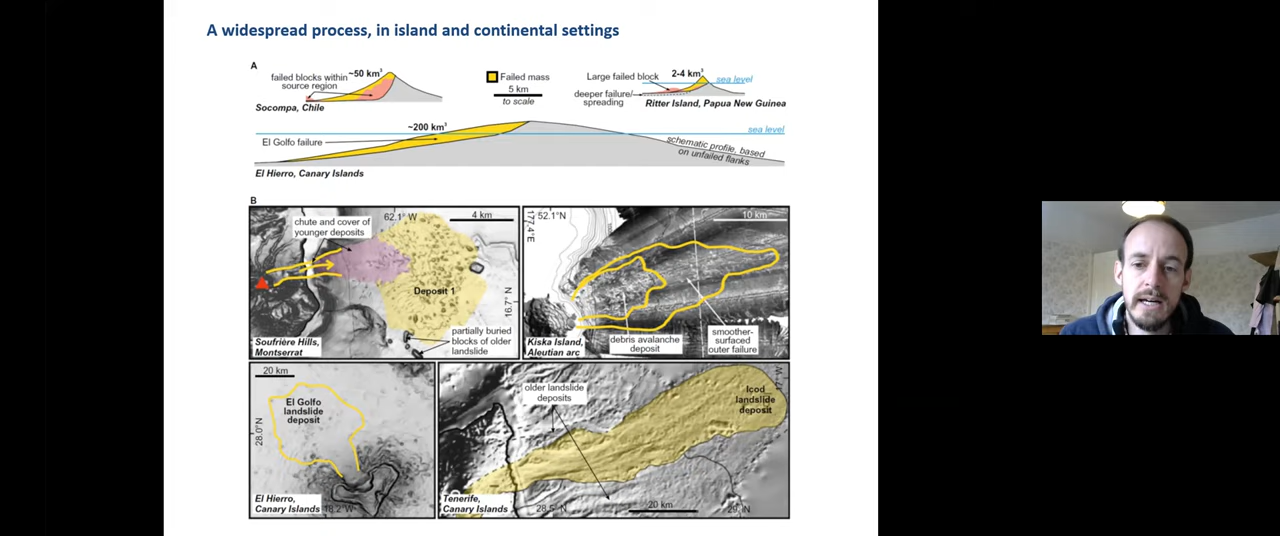 A widespread process, in island and continental settings
A
failed blocks within
source region
~50 km³
Socompa, Chile
Failed mass
5 km
to scale
Large failed block
2-4 km³
sea level
deeper failure/
spreading
Ritter Island, Papua New Guinea
~200 km³
sea level
El Golfo failure
schematic profile, based
on unfailed flanks
El Hierro, Canary Islands
B
chute and cover of
younger deposits
62.1° W
4 km
Deposit 1
16.7° N
partially buried
blocks of older
landslide
Soufrière Hills,
Montserrat
52.1°N
177.4°E
10 km
Kiska Island,
Aleutian arc
debris avalanche
deposit
smoother-
surfaced
outer failure
20 km
El Golfo
landslide
deposit
28.0°N
El Hierro,
Canary Islands
18.2°W
older landslide
deposits
Icod
landslide
deposit
Tenerife,
Canary Islands
20 km